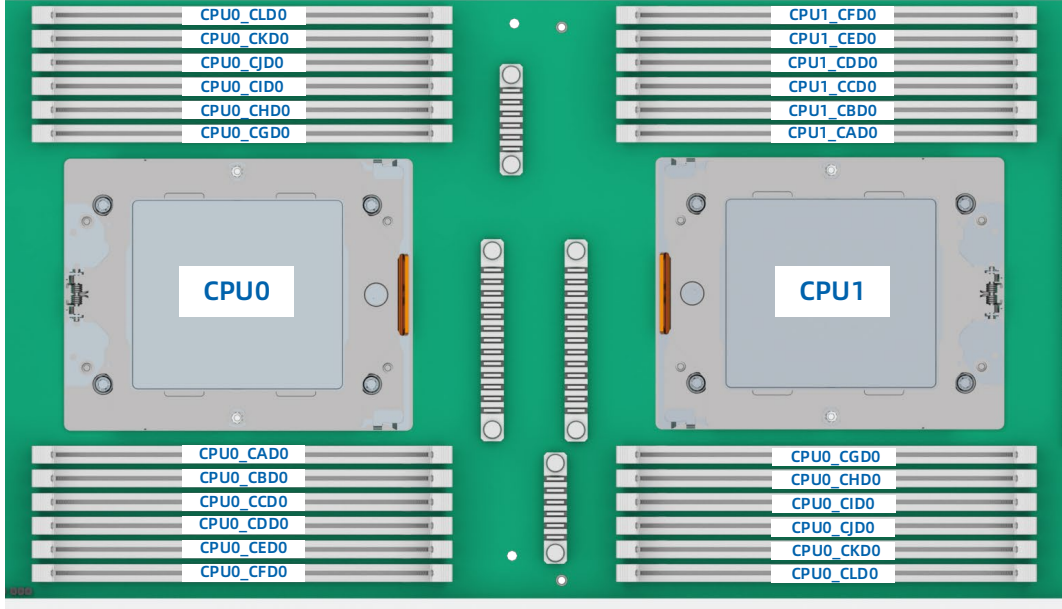 CPU0_CLD0
CPU0_CKD0
CPU0_CJD0
CPU0_CID0
CPU0_CHD0
CPU0_CGD0
CPU1_CFD0
CPU1_CED0
CPU1_CDD0
CPU1_CCD0
CPU1_CBD0
CPU1_CAD0
CPU0
CPU1
CPU0_CAD0
CPU0_CBD0
CPU0_CCD0
CPU0_CDD0
CPU0_CED0
CPU0_CFD0
CPU0_CGD0
CPU0_CHD0
CPU0_CID0
CPU0_CJD0
CPU0_CKD0
CPU0_CLD0